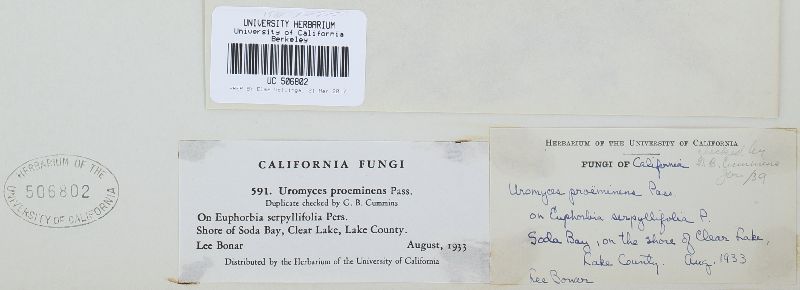 UNIVERSITY HERBARIUM
University of California
Berkeley
UC 506802
HERBARIUM OF THE
506802
UNIVERSITY OF CALIFORNIA
CALIFORNIA FUNGI
591. Uromyces proeminens Pass.
Duplicate checked by G. B. Cummins
On Euphorbia serpyllifolia Pers.
Shore of Soda Bay, Clear Lake, Lake County.
Lee Bonar August, 1933
Distributed by the Herbarium of the University of California
HERBARIUM OF THE UNIVERSITY OF CALIFORNIA
checked by
G. B. Cummins
FUNGI OF California
Uromyces proëminens Pass.
on Euphorbia serpyllifolia P.
Soda Bay, on the shore of Clear Lake,
Lake County. Aug, 1933
Lee Bonar